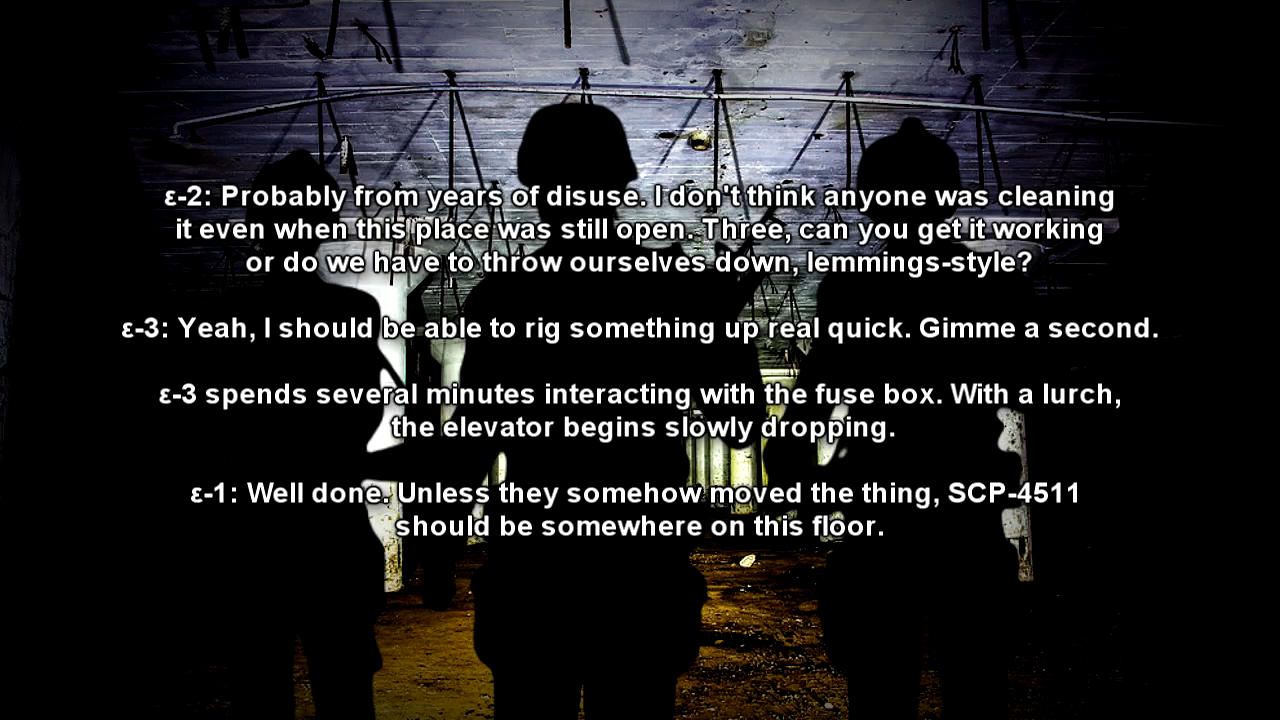 ε-2: Probably from years of disuse. I don't think anyone was cleaning
it even when this place was still open. Three, can you get it working
or do we have to throw ourselves down, lemmings-style?
ε-3: Yeah, I should be able to rig something up real quick. Gimme a second.
ε-3 spends several minutes interacting with the fuse box. With a lurch,
the elevator begins slowly dropping.
ε-1: Well done. Unless they somehow moved the thing, SCP-4511
should be somewhere on this floor.